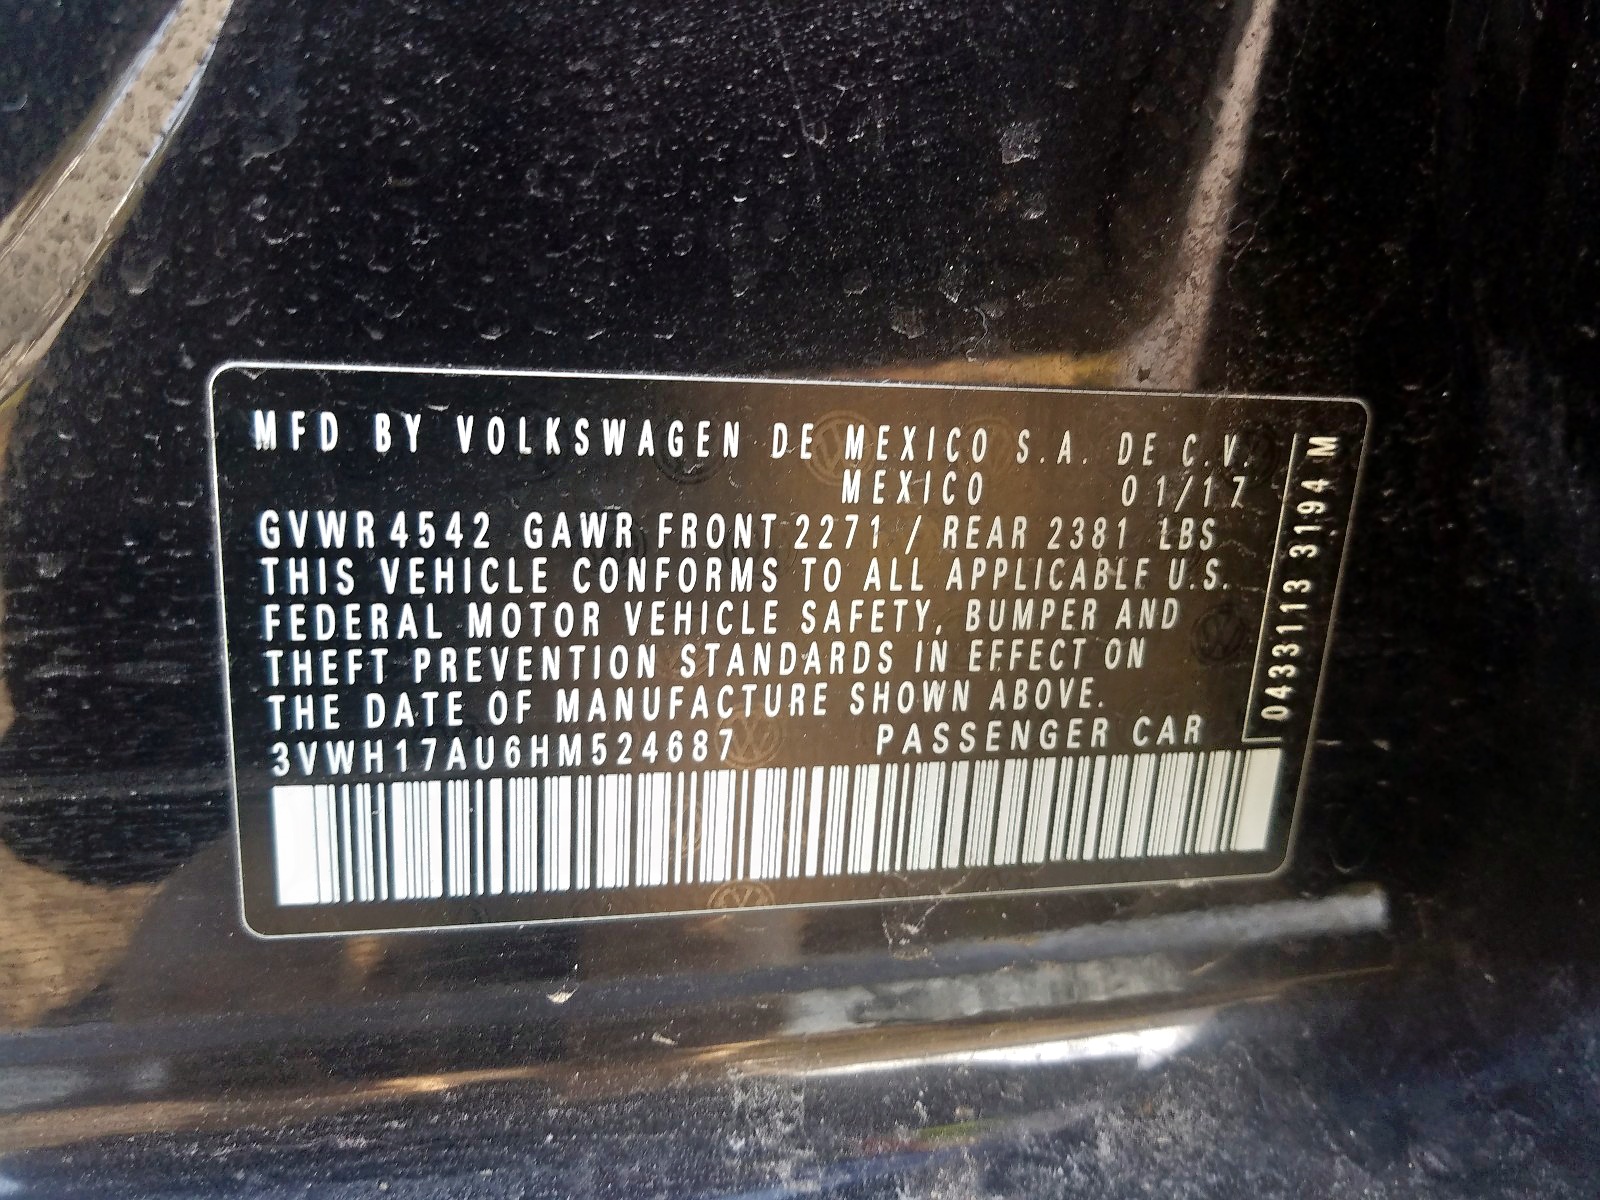 MFD BY VOLKSWAGEN DE MEXICO S.A. DE C.V.
MEXICO 01/17
GVWR 4542 GAWR FRONT 2271 / REAR 2381 LBS
THIS VEHICLE CONFORMS TO ALL APPLICABLE U.S.
FEDERAL MOTOR VEHICLE SAFETY, BUMPER AND
THEFT PREVENTION STANDARDS IN EFFECT ON
THE DATE OF MANUFACTURE SHOWN ABOVE.
3VWH17AU6HM524687 PASSENGER CAR
0433113 3194 M